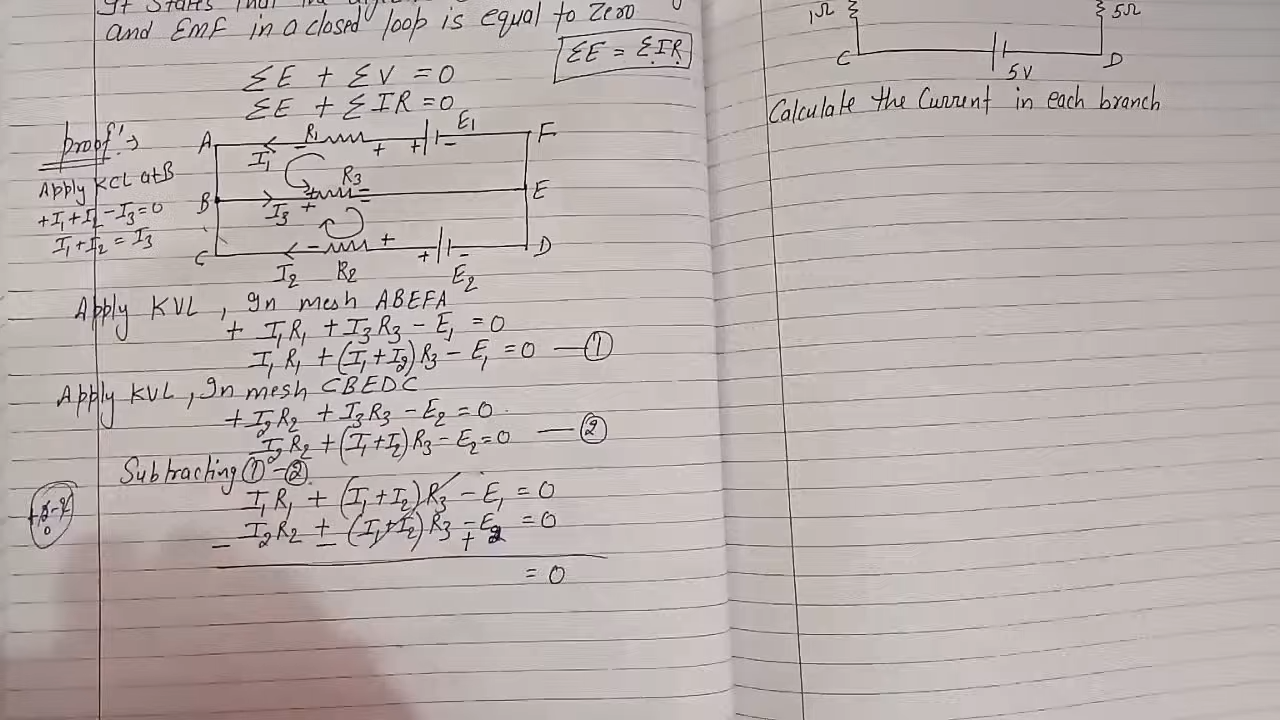 It States that the
and EMF in a closed loop is equal to Zero
ΣE = ΣIR
ΣE + ΣV = 0
ΣE + ΣIR = 0
Proof:→
Apply KCL at B
+I₁+I₂-I₃=0
I₁+I₂ = I₃
A R₁ E₁ F
I₁ - + + -
R₃
B I₃ + - E
C - + + - D
I₂ R₂ E₂
Apply KVL, In mesh ABEFA
+ I₁R₁ + I₃R₃ - E₁ = 0
I₁R₁ + (I₁+I₂)R₃ - E₁ = 0 — ①
Apply KVL, In mesh CBEDC
+ I₂R₂ + I₃R₃ - E₂ = 0
I₂R₂ + (I₁+I₂)R₃ - E₂ = 0 — ②
Subtracting ① - ②
I₁R₁ + (I₁+I₂)R₃ - E₁ = 0
I₂R₂ + (I₁+I₂)R₃ - E₂ = 0
- - +
= 0
1Ω 5Ω
C 5V D
Calculate the Current in each branch